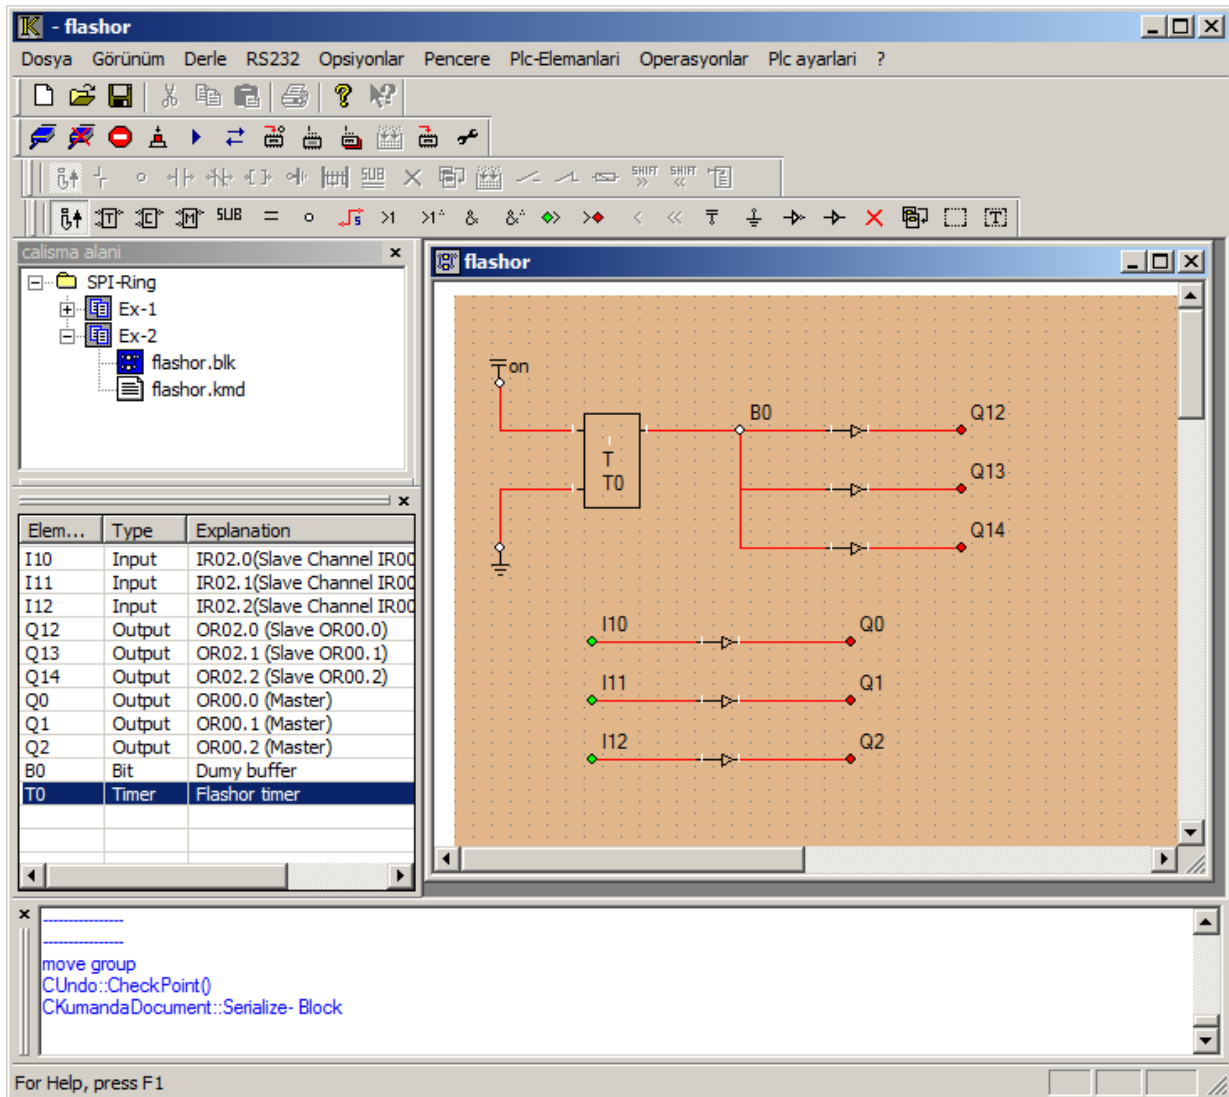 K - flashor
Dosya Görünüm Derle RS232 Opsiyonlar Pencere Plc-Elemanlari Operasyonlar Plc ayarlari ?
SUB SHIFT SHIFT
T C M SUB = S >1 >1 & & T
calisma alani
SPI-Ring
Ex-1
Ex-2
flashor.blk
flashor.kmd
Elem... Type Explanation
I10 Input IR02.0(Slave Channel IR00
I11 Input IR02.1(Slave Channel IR00
I12 Input IR02.2(Slave Channel IR00
Q12 Output OR02.0 (Slave OR00.0)
Q13 Output OR02.1 (Slave OR00.1)
Q14 Output OR02.2 (Slave OR00.2)
Q0 Output OR00.0 (Master)
Q1 Output OR00.1 (Master)
Q2 Output OR00.2 (Master)
B0 Bit Dumy buffer
T0 Timer Flashor timer
flashor
on
B0 Q12
T
T0
Q13
Q14
I10 Q0
I11 Q1
I12 Q2
----------------
----------------
move group
CUndo::CheckPoint()
CKumandaDocument::Serialize- Block
For Help, press F1